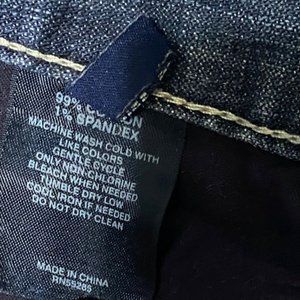 99% CO N
1% SPANDEX
MACHINE WASH COLD WITH
LIKE COLORS
GENTLE CYCLE
ONLY NON-CHLORINE
BLEACH WHEN NEEDED
TUMBLE DRY LOW
COOL IRON IF NEEDED
DO NOT DRY CLEAN
MADE IN CHINA